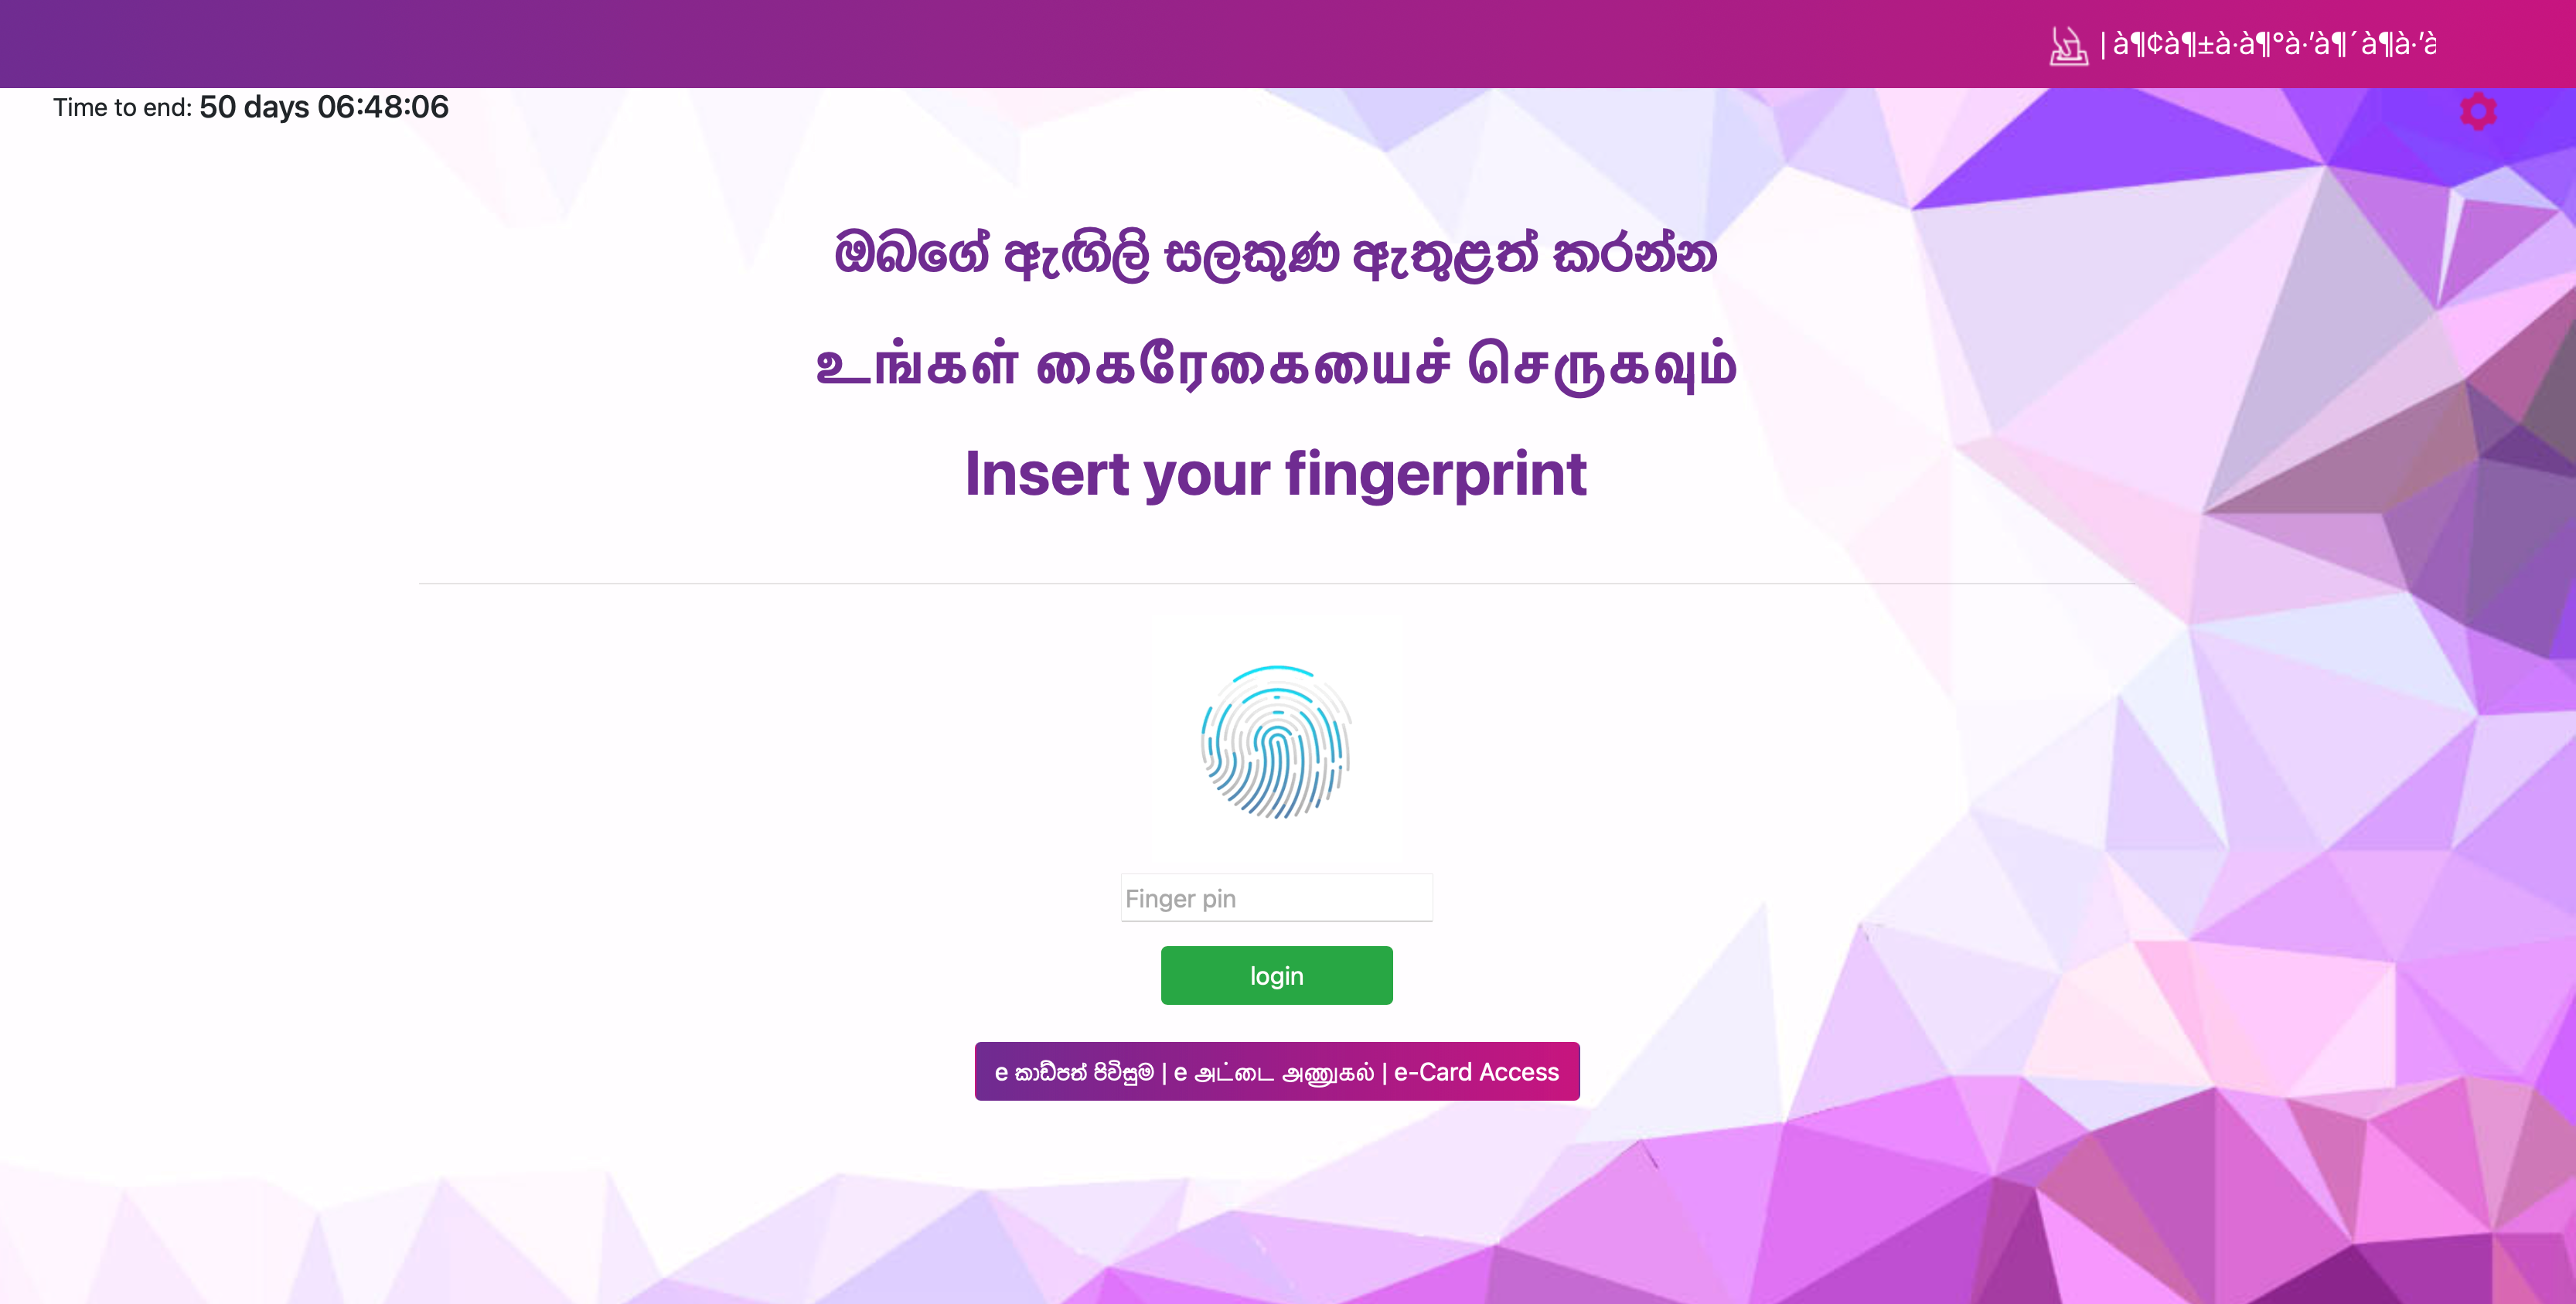 | à¶¢à¶±à·à¶°à·’à¶´à¶à·’à
Time to end: 50 days 06:48:06
ඔබගේ ඇඟිලි සලකුණ ඇතුළත් කරන්න
உங்கள் கைரேகையைச் செருகவும்
Insert your fingerprint
Finger pin
login
e කාඩ්පත් පිවිසුම | e அட்டை அணுகல் | e-Card Access